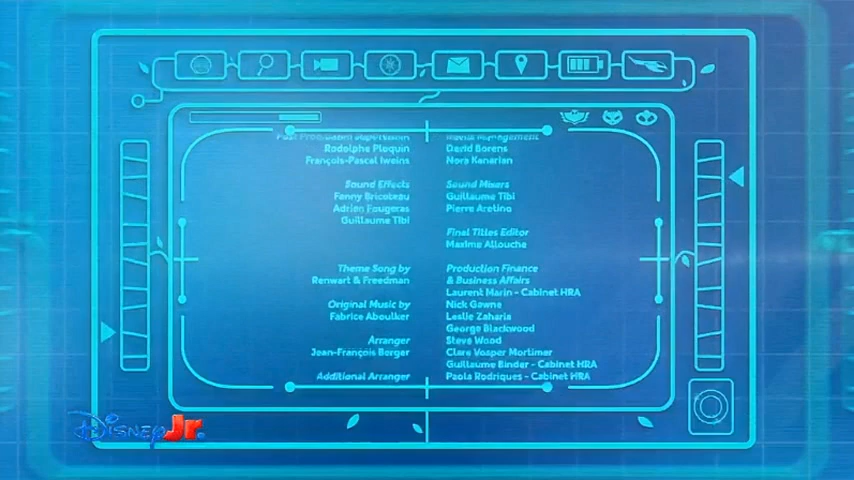 Rodolphe Ploquin
François-Pascal Iweins
Sound Effects
Fanny Bricoteau
Adrien Fougeras
Guillaume Tibi
Theme Song by
Renwart & Freedman
Original Music by
Fabrice Aboulker
Arranger
Jean-François Berger
Additional Arranger
Management
David Borens
Nora Kanarian
Sound Mixers
Guillaume Tibi
Pierre Aretino
Final Titles Editor
Maxime Allouche
Production Finance
& Business Affairs
Laurent Marin - Cabinet HRA
Nick Gawne
Leslie Zaharia
George Blackwood
Steve Wood
Clare Vosper Mortimer
Guillaume Binder - Cabinet HRA
Paola Rodriques - Cabinet HRA
Disney Jr.